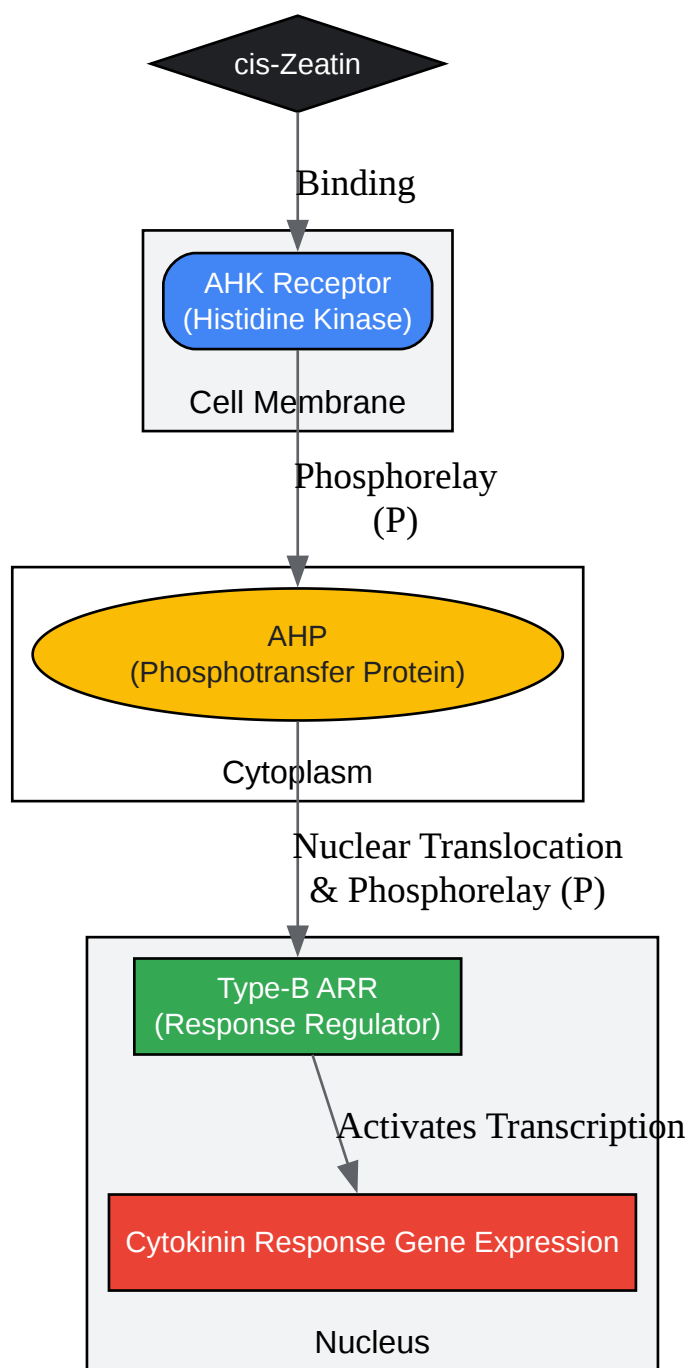 cis-Zeatin
Binding
AHK Receptor
(Histidine Kinase)
Cell Membrane
Phosphorelay
(P)
AHP
(Phosphotransfer Protein)
Cytoplasm
Nuclear Translocation
& Phosphorelay (P)
Type-B ARR
(Response Regulator)
Activates Transcription
Cytokinin Response Gene Expression
Nucleus